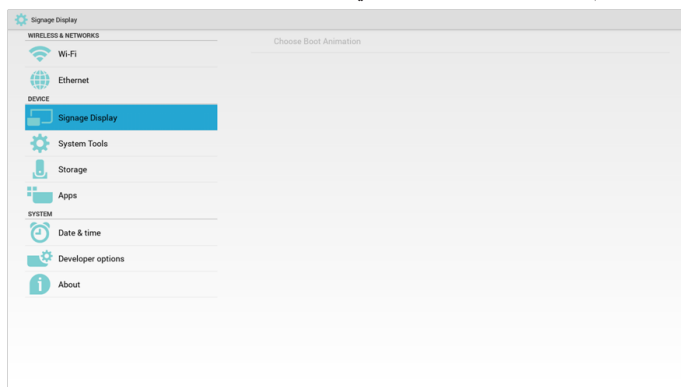 Signage Display
WIRELESS & NETWORKS
Wi-Fi
Ethernet
DEVICE
Signage Display
System Tools
Storage
Apps
SYSTEM
Date & time
Developer options
About
Choose Boot Animation